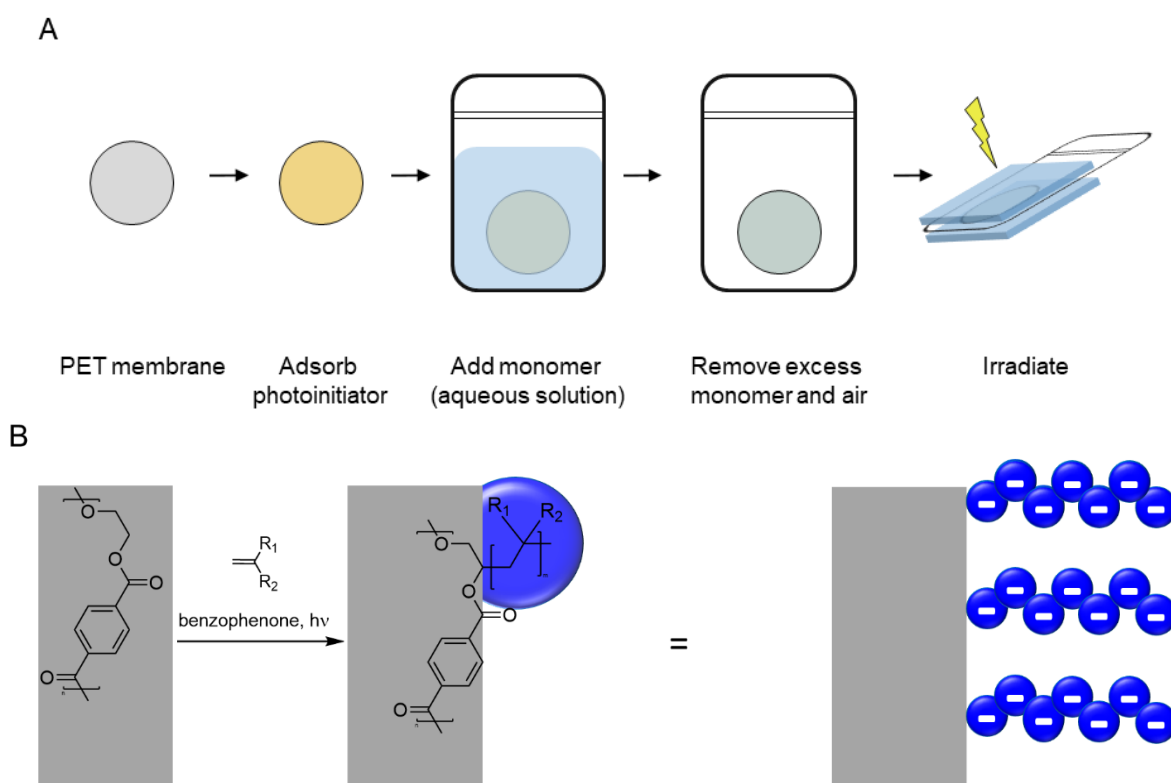 A
PET membrane
Adsorb
photoinitiator
Add monomer
(aqueous solution)
Remove excess
monomer and air
Irradiate
B
O
O
O
O
n
R1
R2
benzophenone, hν
R1
R2
n
O
O
O
O
n
=